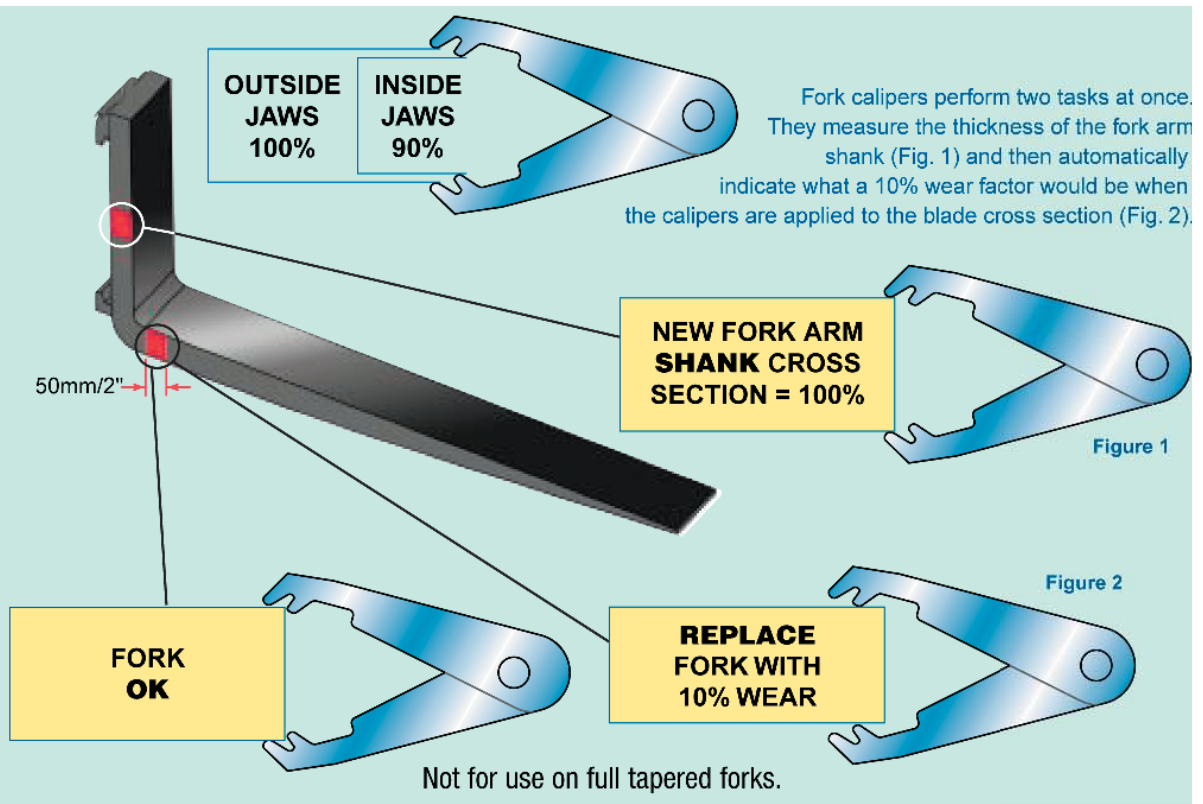 OUTSIDE
JAWS
100%
INSIDE
JAWS
90%
Fork calipers perform two tasks at once.
They measure the thickness of the fork arm
shank (Fig. 1) and then automatically
indicate what a 10% wear factor would be when
the calipers are applied to the blade cross section (Fig. 2).
NEW FORK ARM
SHANK CROSS
SECTION = 100%
Figure 1
50mm/2"
Figure 2
FORK
OK
REPLACE
FORK WITH
10% WEAR
Not for use on full tapered forks.